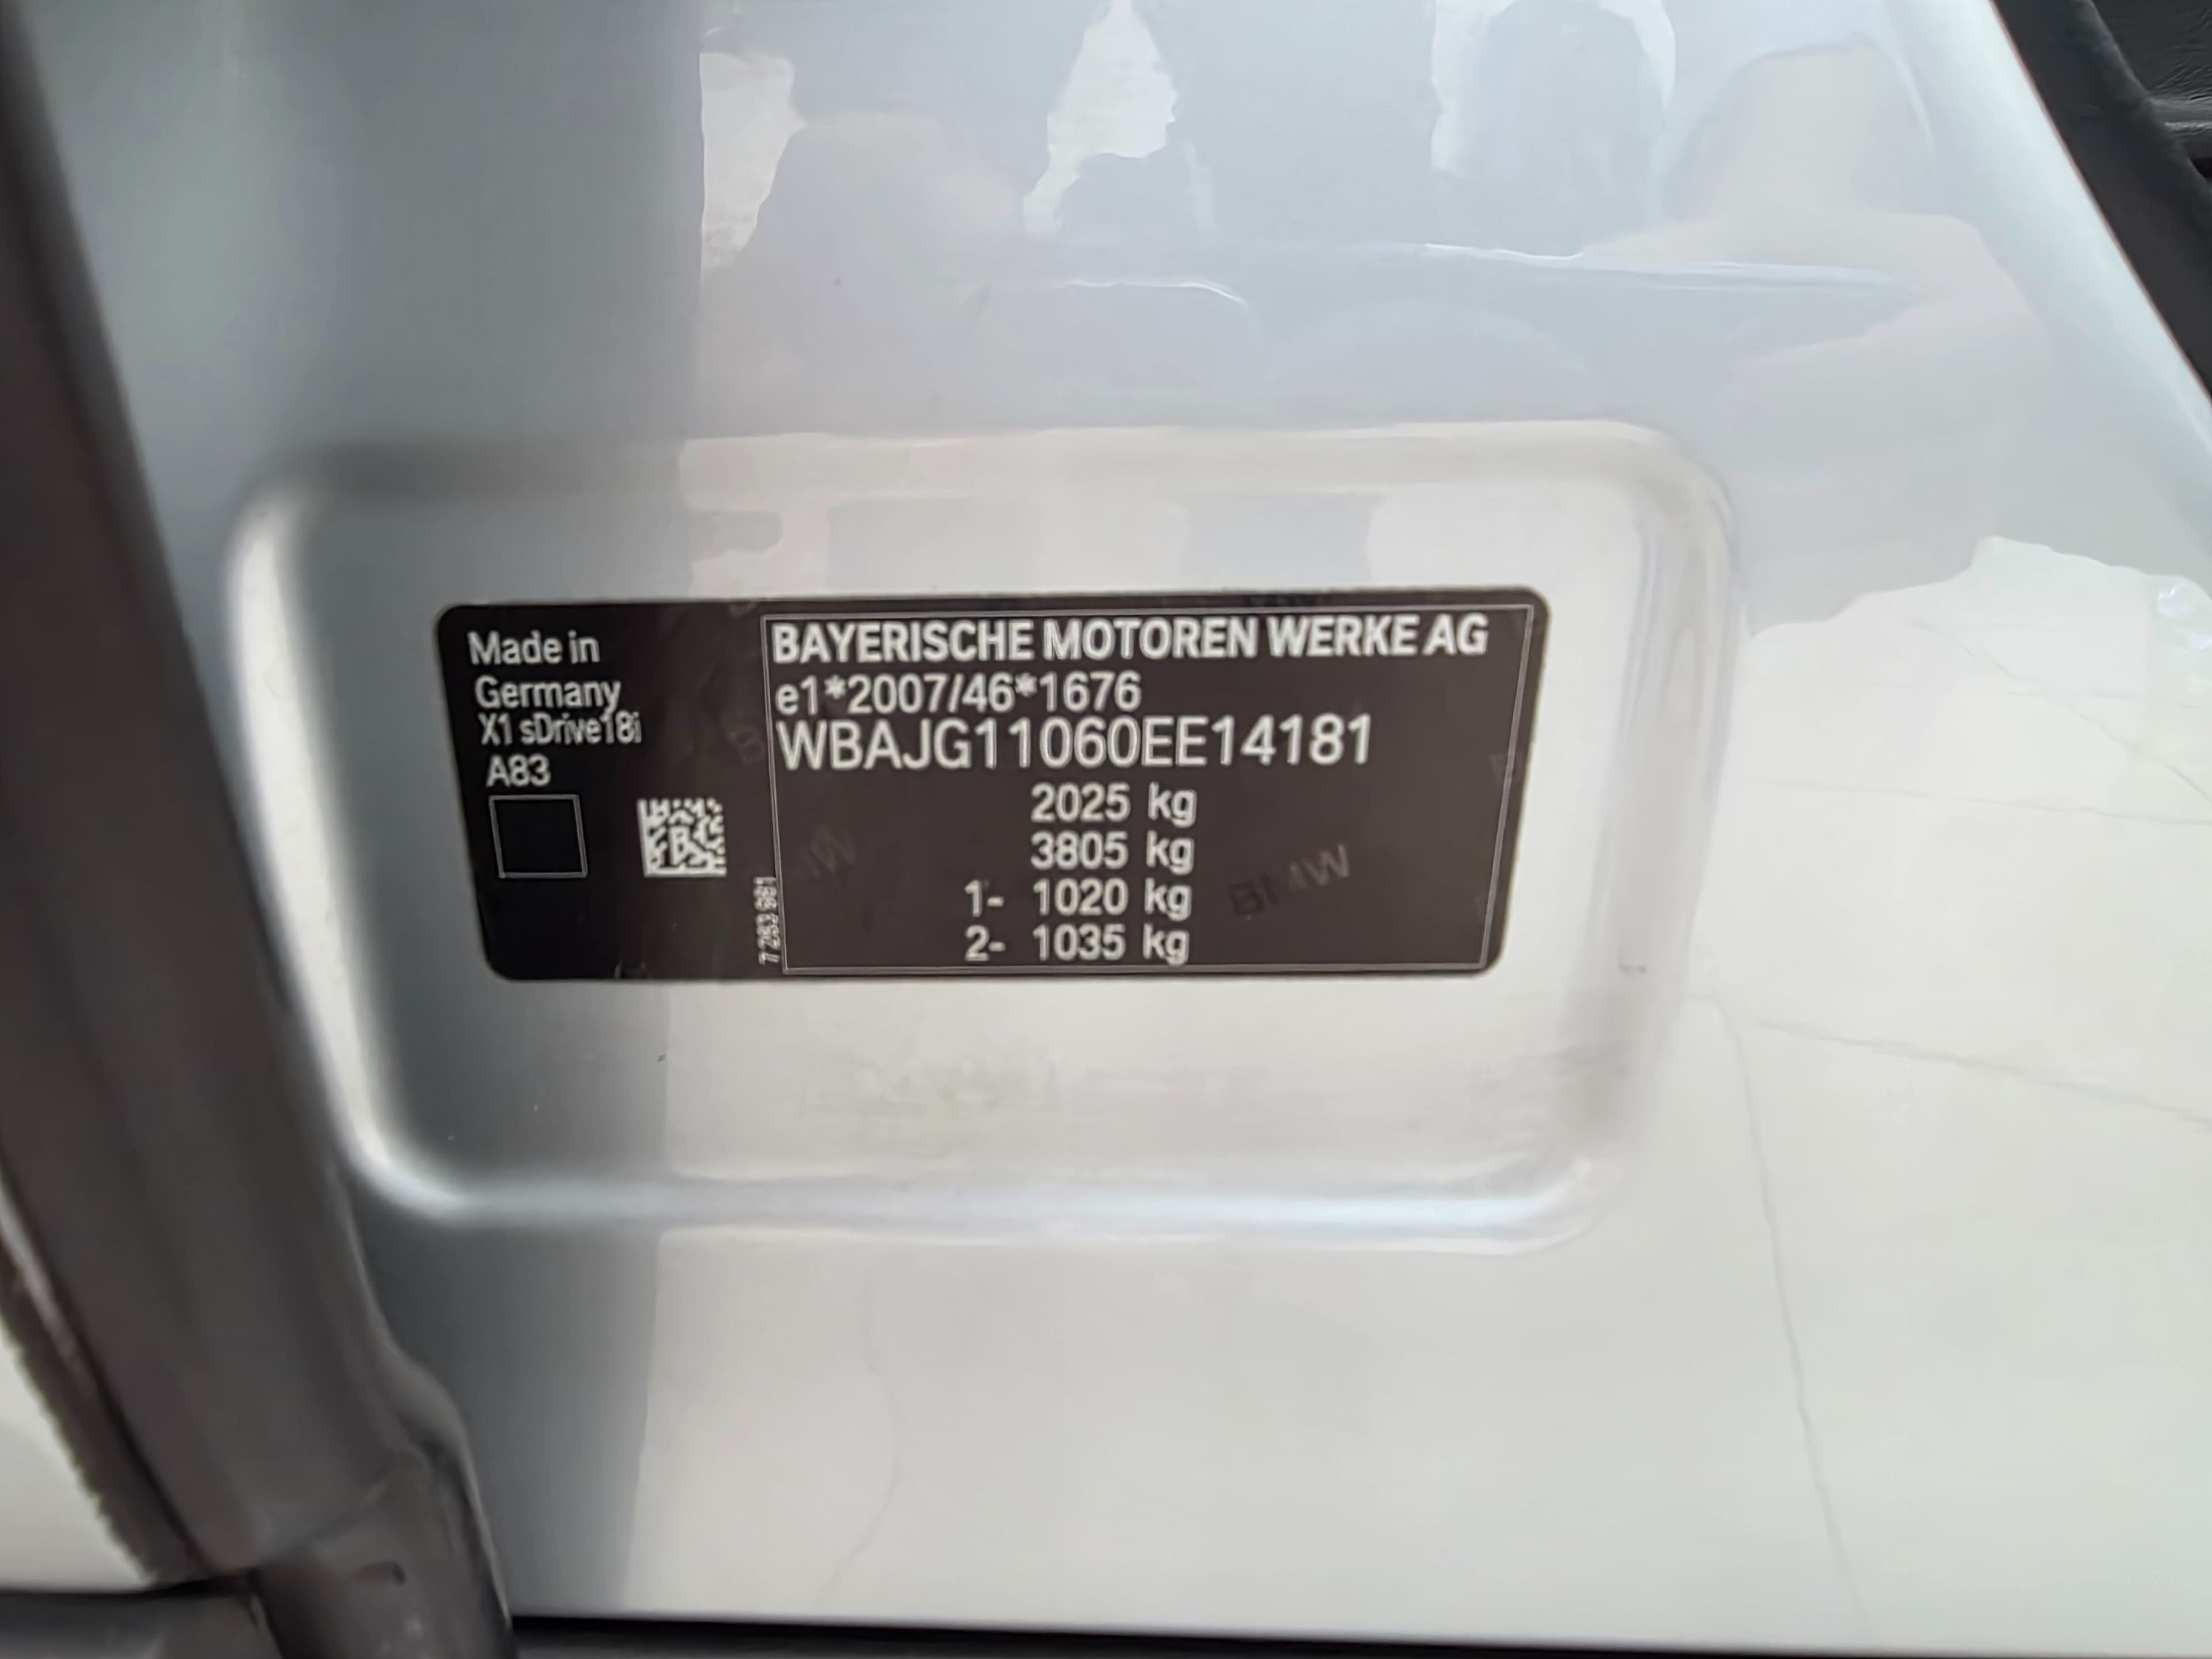 Made in
Germany
X1 sDrive18i
A83
BAYERISCHE MOTOREN WERKE AG
e1*2007/46*1676
WBAJG11060EE14181
2025 kg
3805 kg
1- 1020 kg
2- 1035 kg
BMW